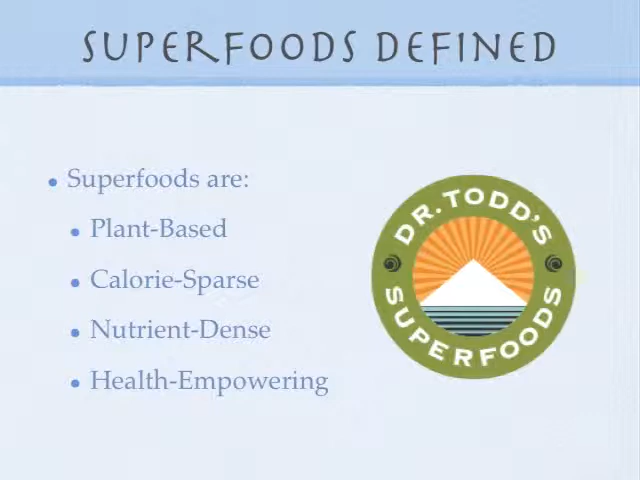 SUPERFOODS DEFINED
• Superfoods are:
• Plant-Based
• Calorie-Sparse
• Nutrient-Dense
• Health-Empowering
DR. TODD'S
SUPERFOODS